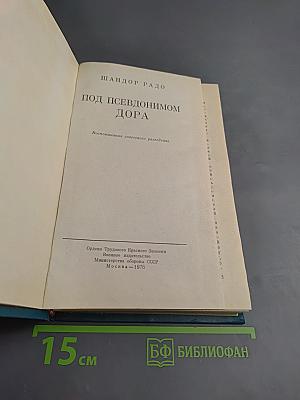 ШАНДОР РАДО
ПОД ПСЕВДОНИМОМ
ДОРА
Воспоминания советского разведчика
Ордена Трудового Красного Знамени
Военное издательство
Министерства обороны СССР
Москва—1973
15 СМ
БФ БИБЛИОФАН